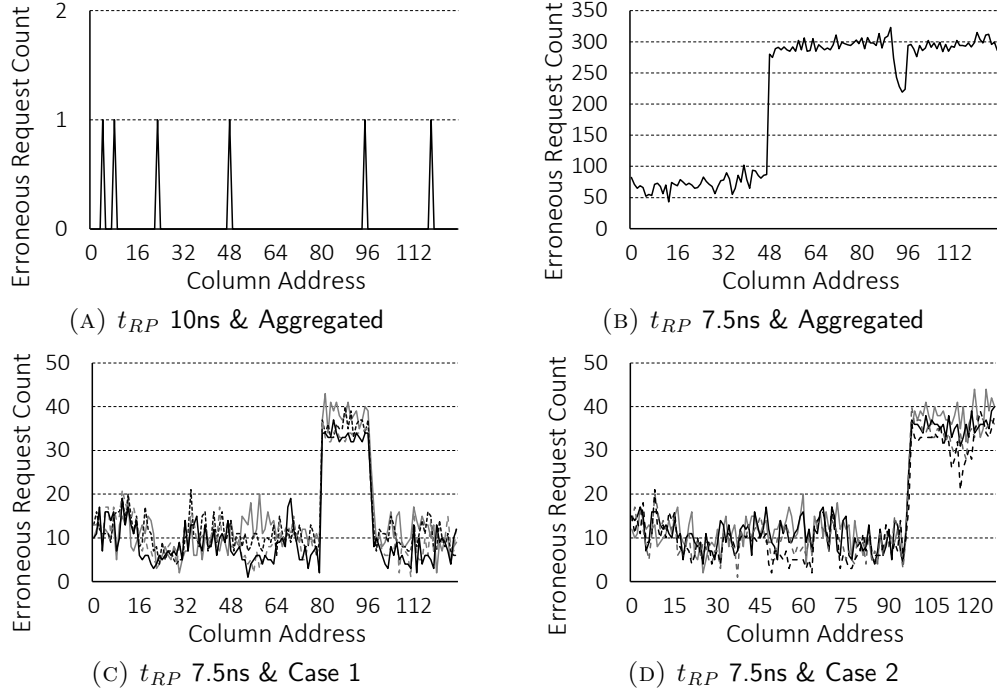 Erroneous Request Count
2
1
0
0 16 32 48 64 80 96 112
Column Address
(A) tRP 10ns & Aggregated
Erroneous Request Count
350
300
250
200
150
100
50
0
0 16 32 48 64 80 96 112
Column Address
(B) tRP 7.5ns & Aggregated
Erroneous Request Count
50
40
30
20
10
0
0 16 32 48 64 80 96 112
Column Address
(C) tRP 7.5ns & Case 1
Erroneous Request Count
50
40
30
20
10
0
0 15 30 45 60 75 90 105 120
Column Address
(D) tRP 7.5ns & Case 2